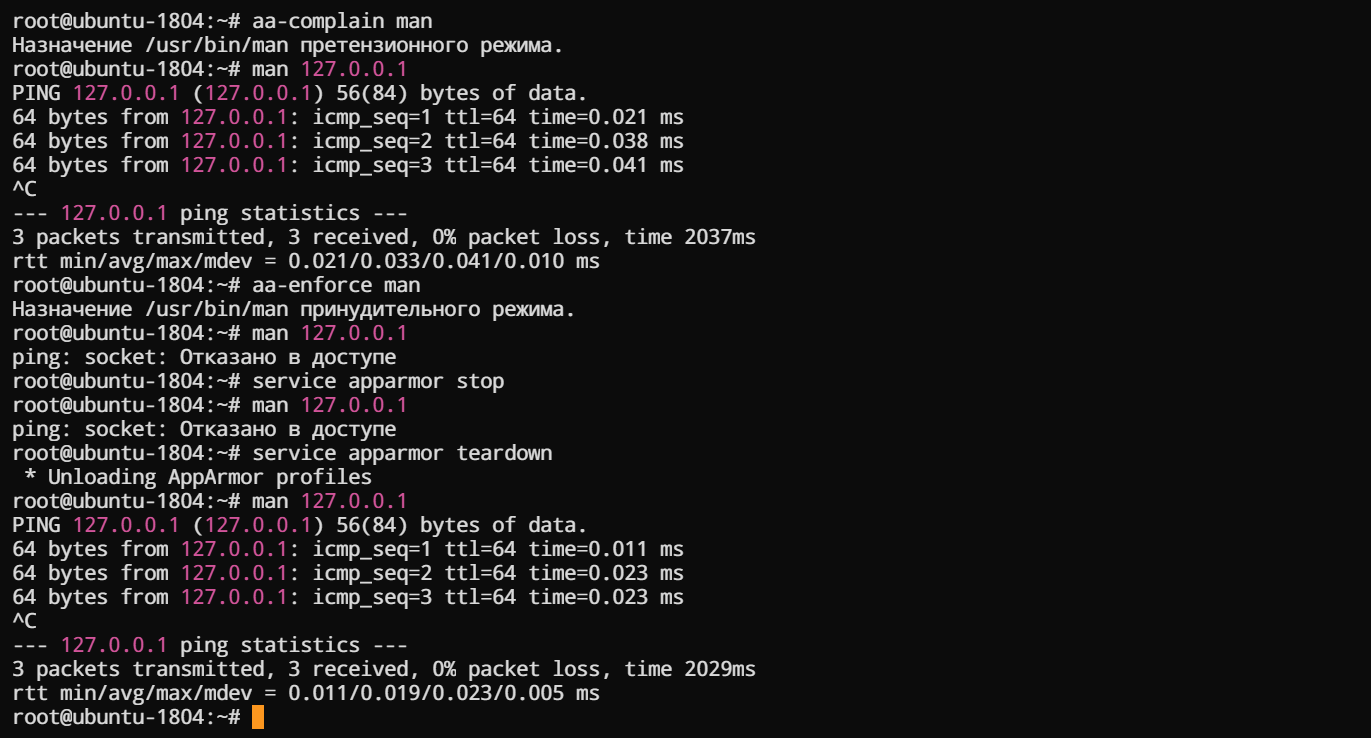 root@ubuntu-1804:~# aa-complain man
Назначение /usr/bin/man претензионного режима.
root@ubuntu-1804:~# man 127.0.0.1
PING 127.0.0.1 (127.0.0.1) 56(84) bytes of data.
64 bytes from 127.0.0.1: icmp_seq=1 ttl=64 time=0.021 ms
64 bytes from 127.0.0.1: icmp_seq=2 ttl=64 time=0.038 ms
64 bytes from 127.0.0.1: icmp_seq=3 ttl=64 time=0.041 ms
^C
--- 127.0.0.1 ping statistics ---
3 packets transmitted, 3 received, 0% packet loss, time 2037ms
rtt min/avg/max/mdev = 0.021/0.033/0.041/0.010 ms
root@ubuntu-1804:~# aa-enforce man
Назначение /usr/bin/man принудительного режима.
root@ubuntu-1804:~# man 127.0.0.1
ping: socket: Отказано в доступе
root@ubuntu-1804:~# service apparmor stop
root@ubuntu-1804:~# man 127.0.0.1
ping: socket: Отказано в доступе
root@ubuntu-1804:~# service apparmor teardown
 * Unloading AppArmor profiles
root@ubuntu-1804:~# man 127.0.0.1
PING 127.0.0.1 (127.0.0.1) 56(84) bytes of data.
64 bytes from 127.0.0.1: icmp_seq=1 ttl=64 time=0.011 ms
64 bytes from 127.0.0.1: icmp_seq=2 ttl=64 time=0.023 ms
64 bytes from 127.0.0.1: icmp_seq=3 ttl=64 time=0.023 ms
^C
--- 127.0.0.1 ping statistics ---
3 packets transmitted, 3 received, 0% packet loss, time 2029ms
rtt min/avg/max/mdev = 0.011/0.019/0.023/0.005 ms
root@ubuntu-1804:~#